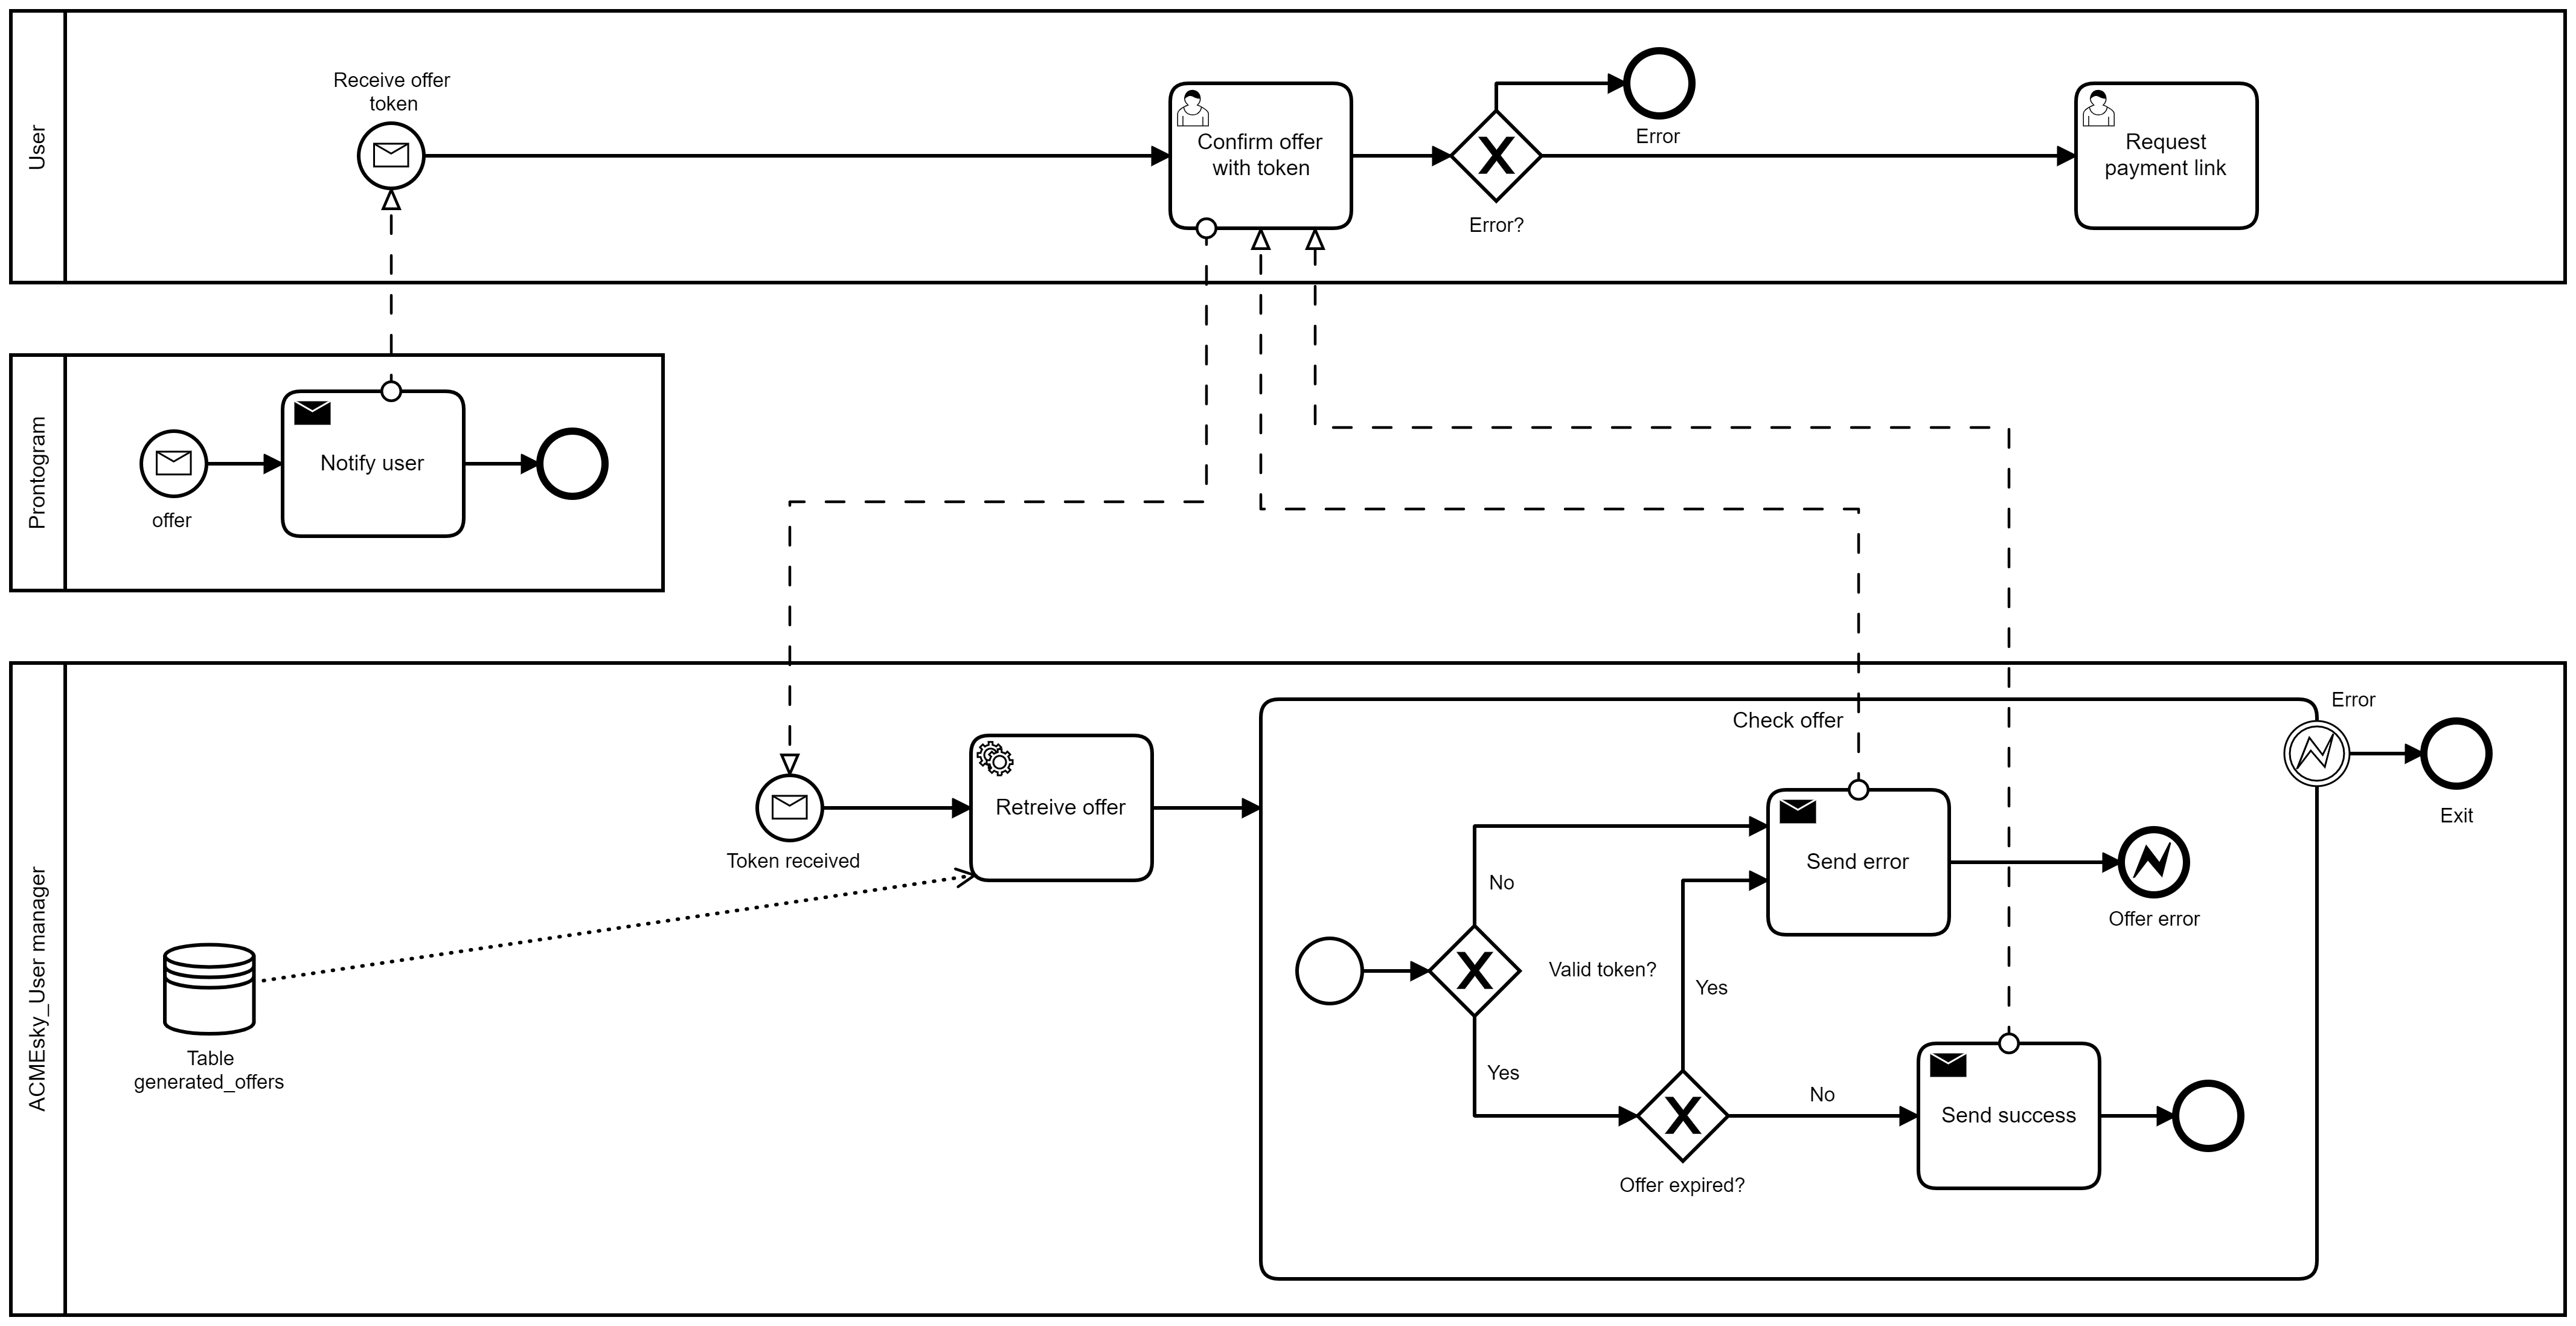 User
Receive offer
token
Confirm offer
with token
Error?
Error
Request
payment link
Prontogram
offer
Notify user
ACMEsky_User manager
Table
generated_offers
Token received
Retreive offer
Check offer
Valid token?
No
Yes
Offer expired?
Yes
No
Send error
Offer error
Send success
Error
Exit